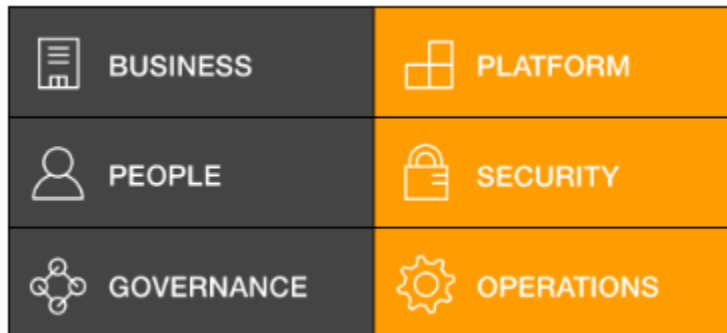 BUSINESS
PLATFORM
PEOPLE
SECURITY
GOVERNANCE
OPERATIONS